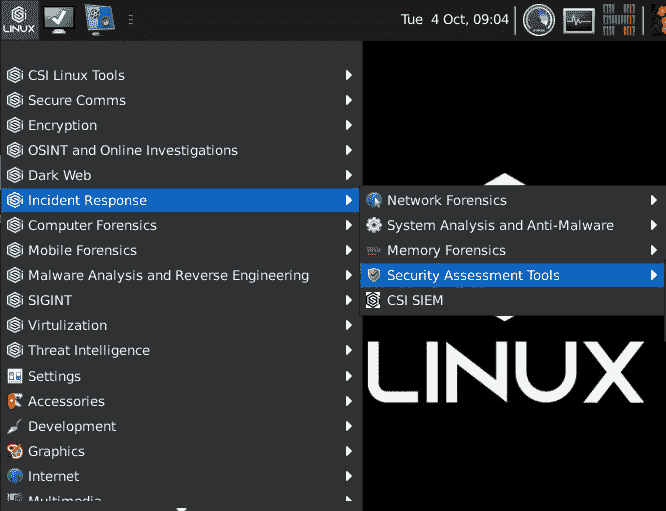 LINUX
Tue 4 Oct, 09:04
CSI Linux Tools
Secure Comms
Encryption
OSINT and Online Investigations
Dark Web
Incident Response
Computer Forensics
Mobile Forensics
Malware Analysis and Reverse Engineering
SIGINT
Virtulization
Threat Intelligence
Settings
Accessories
Development
Graphics
Internet
Multimedia
Network Forensics
System Analysis and Anti-Malware
Memory Forensics
Security Assessment Tools
CSI SIEM
LINUX